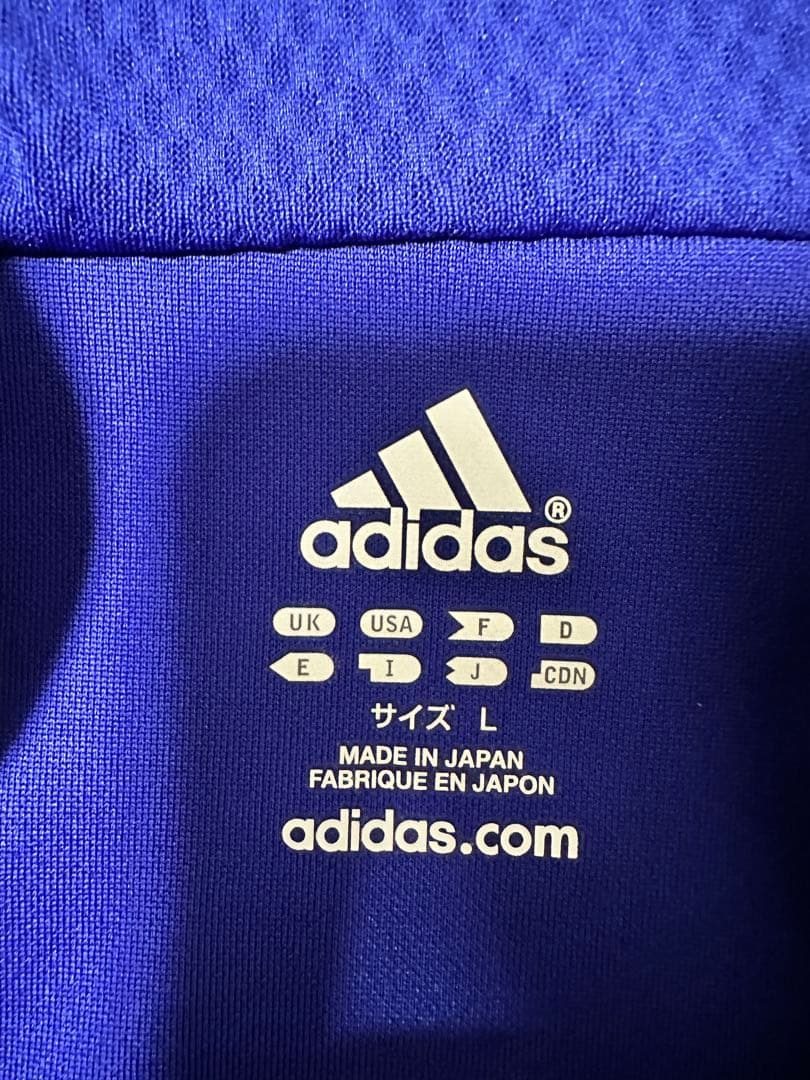 adidas®
UK USA F D
E I J CDN
サイズ L
MADE IN JAPAN
FABRIQUE EN JAPON
adidas.com